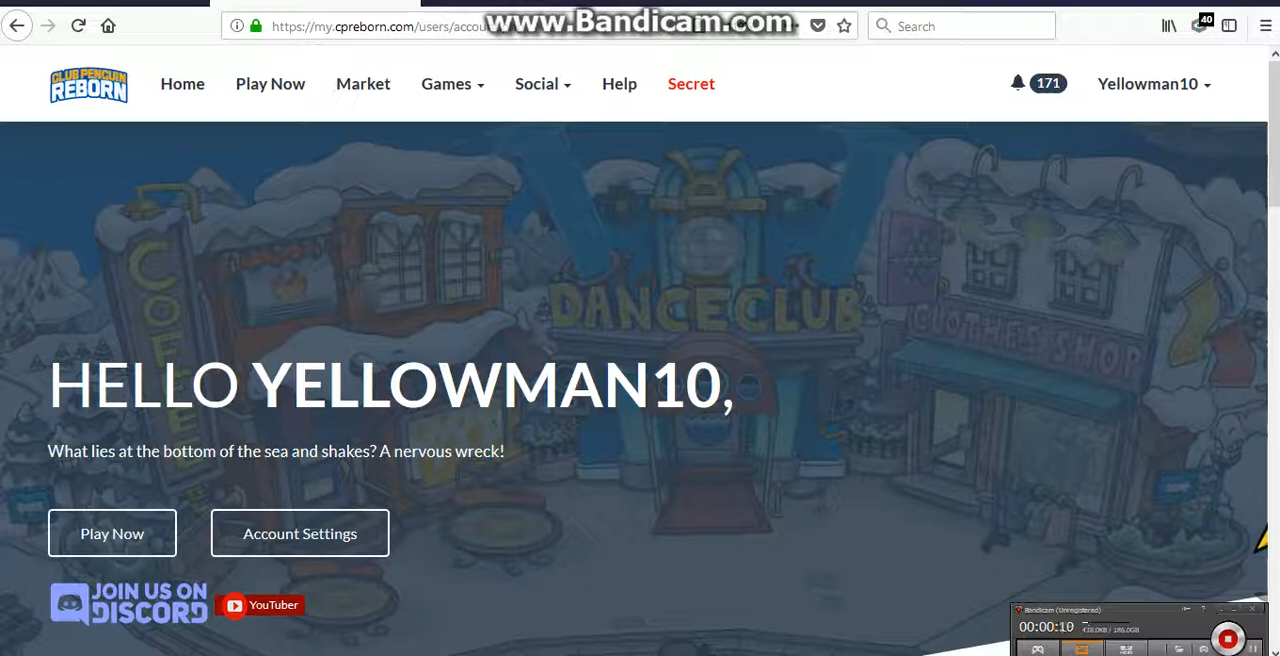 https://my.cpreborn.com/users/accou
www.Bandicam.com
Search
40
CLUB PENGUIN
REBORN
Home
Play Now
Market
Games
Social
Help
Secret
171
Yellowman10
COFFEE
DANCE CLUB
CLOTHES SHOP
HELLO YELLOWMAN10,
What lies at the bottom of the sea and shakes? A nervous wreck!
Play Now
Account Settings
JOIN US ON
DISCORD
YouTuber
Bandicam (Unregistered)
00:00:10